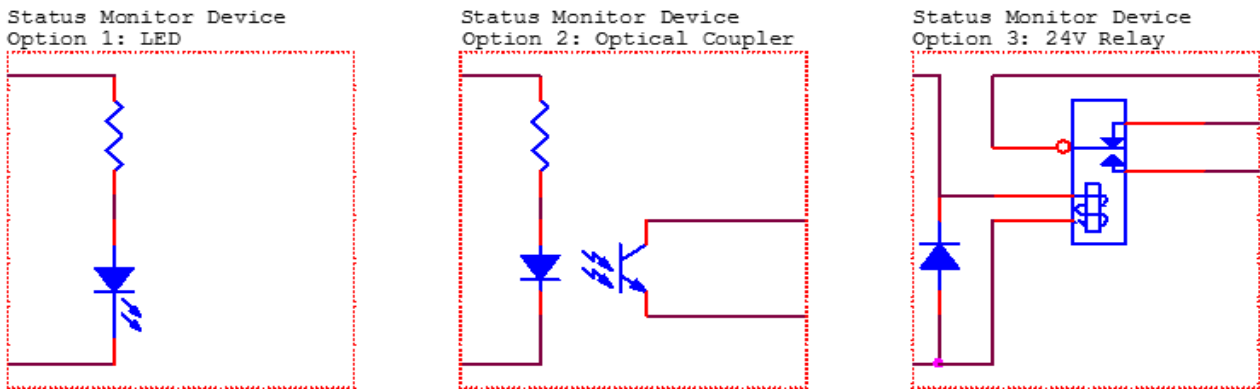 Status Monitor Device
Option 1: LED
Status Monitor Device
Option 2: Optical Coupler
Status Monitor Device
Option 3: 24V Relay